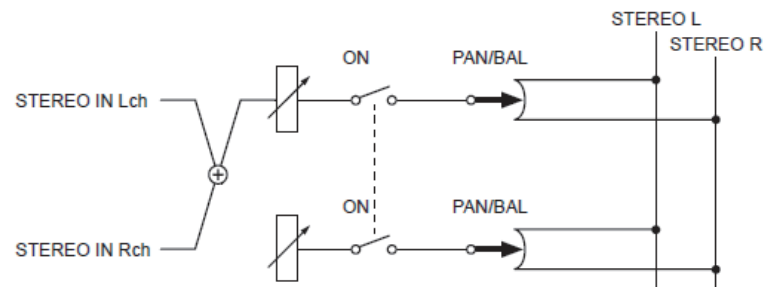 STEREO L
STEREO R
ON
PAN/BAL
STEREO IN Lch
ON
PAN/BAL
STEREO IN Rch